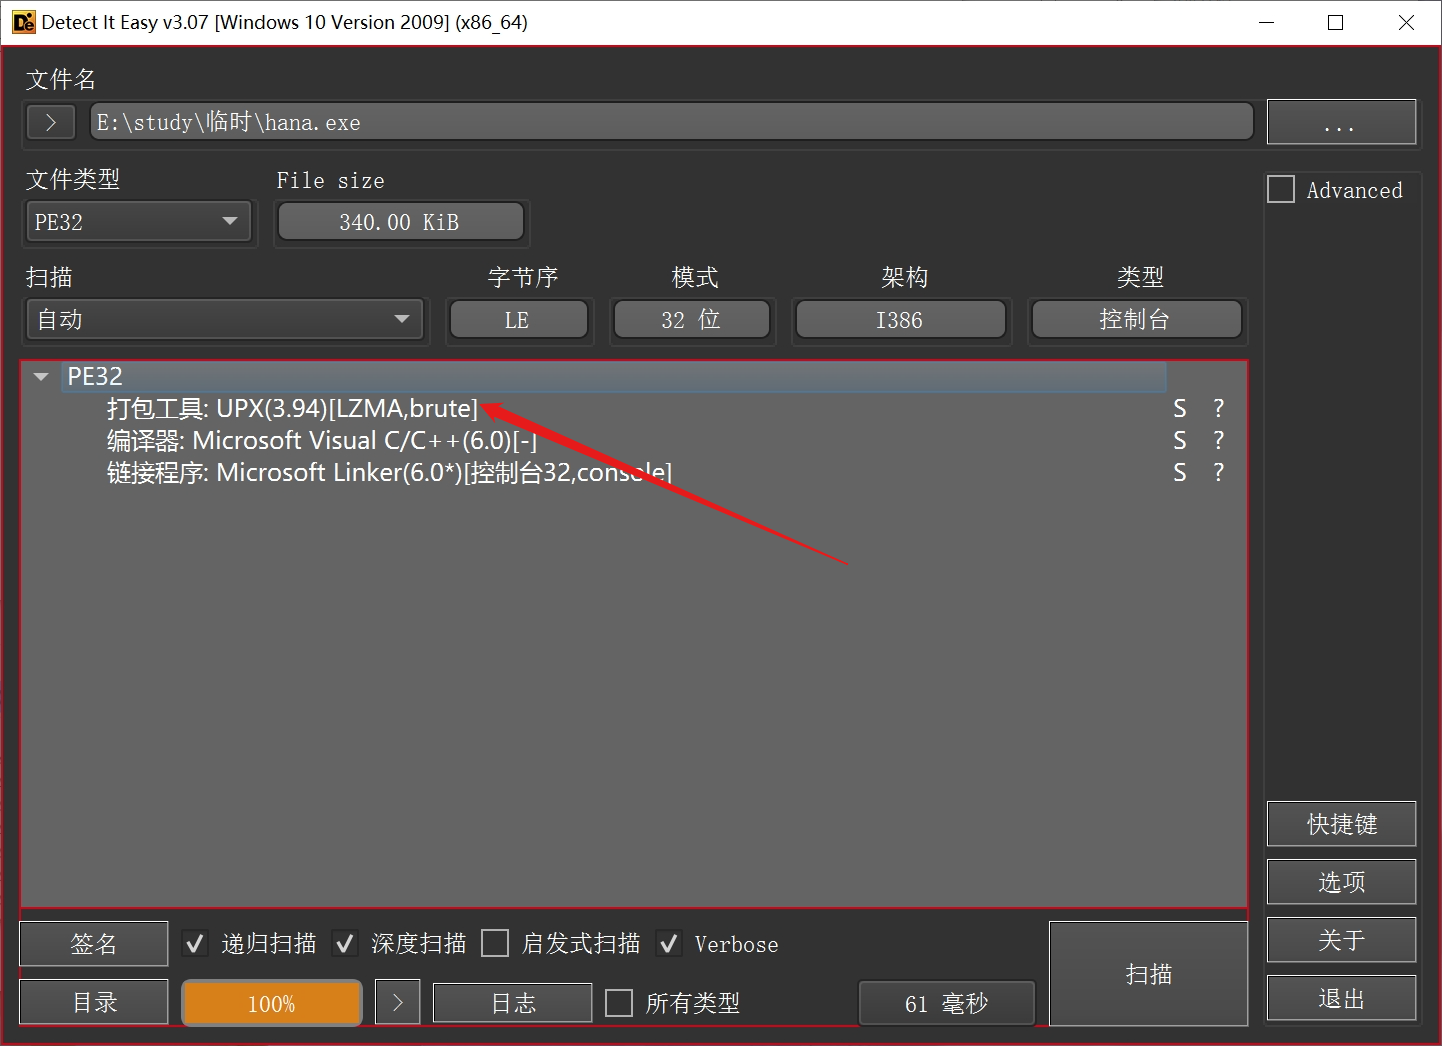 Detect It Easy v3.07 [Windows 10 Version 2009] (x86_64)
文件名
> E:\study\临时\hana.exe ...
文件类型 File size
PE32 340.00 KiB
Advanced
扫描 字节序 模式 架构 类型
自动 LE 32 位 I386 控制台
PE32
打包工具: UPX(3.94)[LZMA,brute] S ?
编译器: Microsoft Visual C/C++(6.0)[-] S ?
链接程序: Microsoft Linker(6.0*)[控制台32,console] S ?
快捷键
选项
关于
退出
签名 递归扫描 深度扫描 启发式扫描 Verbose
扫描
目录 100% > 日志 所有类型 61 毫秒